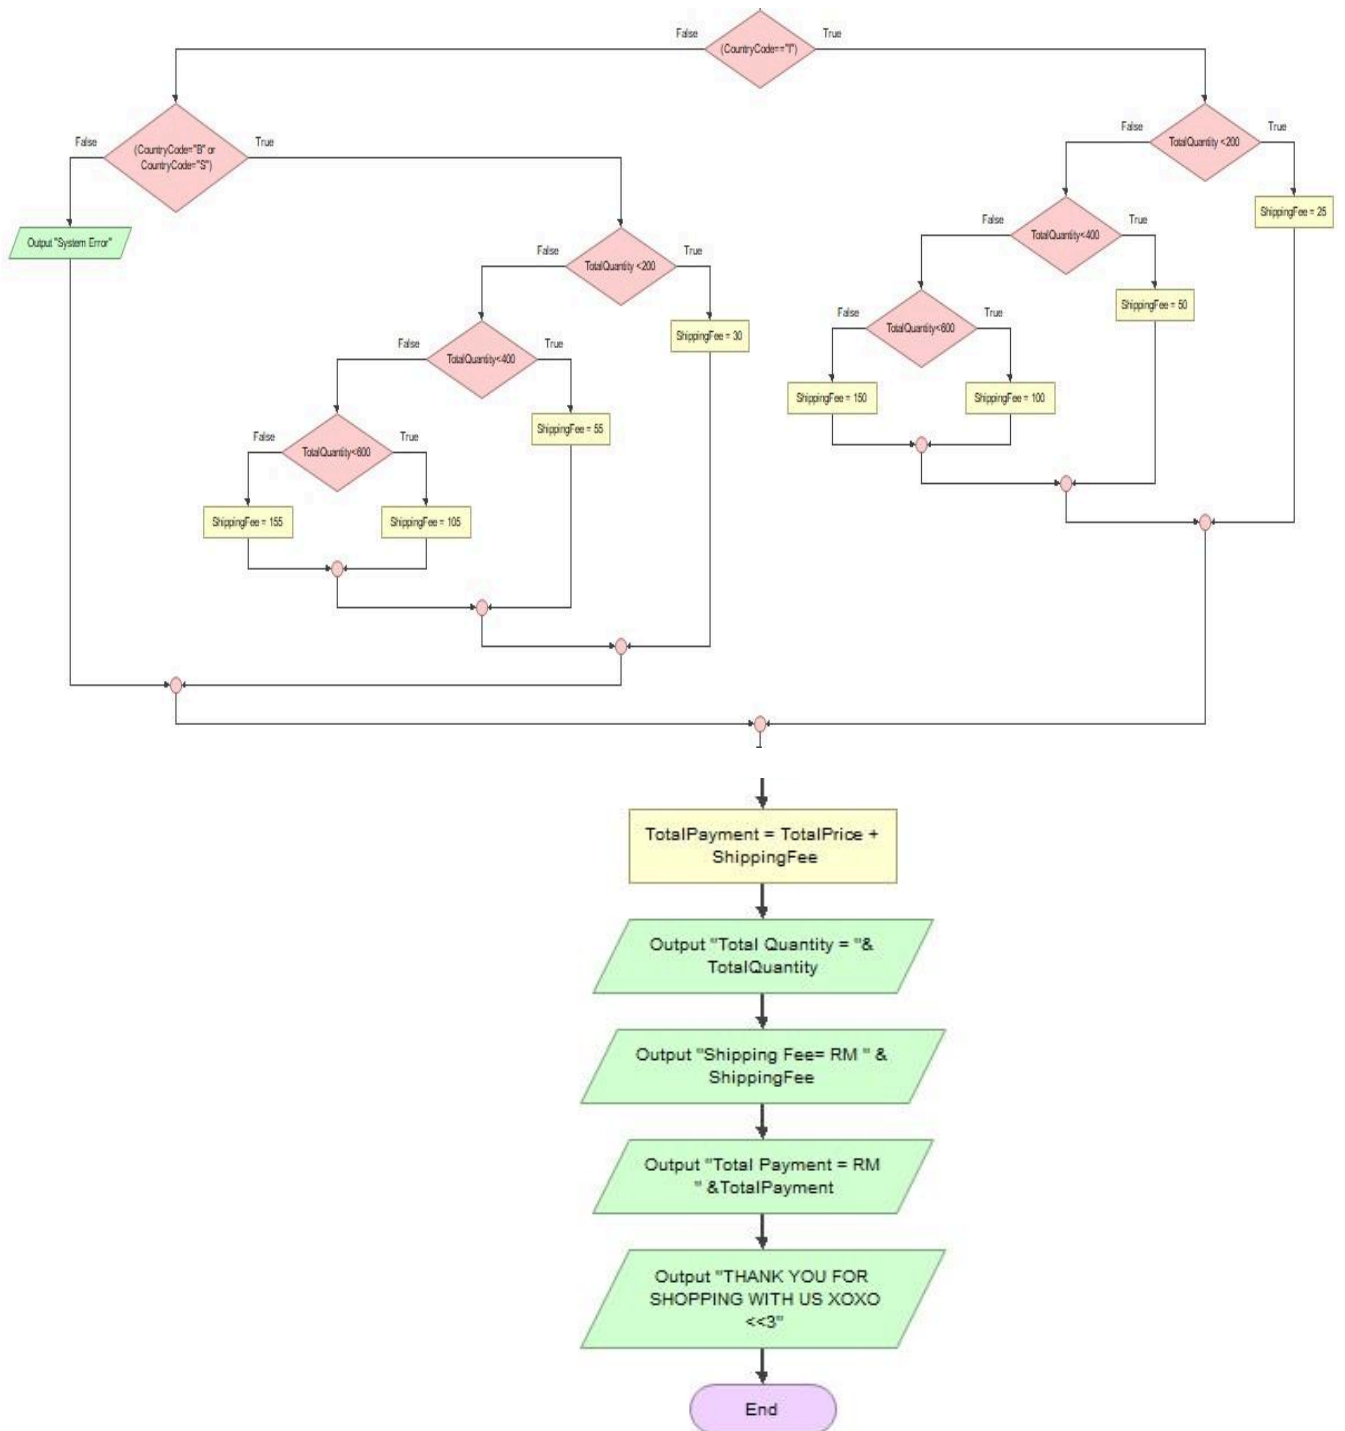 False
True
(CountryCode=="I")
False
True
(CountryCode="B" or
CountryCode="S")
Output "System Error"
False
True
TotalQuantity <200
ShippingFee = 30
False
True
TotalQuantity<400
ShippingFee = 55
False
True
TotalQuantity<600
ShippingFee = 155
ShippingFee = 105
False
True
TotalQuantity <200
ShippingFee = 25
False
True
TotalQuantity<400
ShippingFee = 50
False
True
TotalQuantity<600
ShippingFee = 150
ShippingFee = 100
TotalPayment = TotalPrice +
ShippingFee
Output "Total Quantity = "&
TotalQuantity
Output "Shipping Fee= RM " &
ShippingFee
Output "Total Payment = RM
" &TotalPayment
Output "THANK YOU FOR
SHOPPING WITH US XOXO
<<3"
End